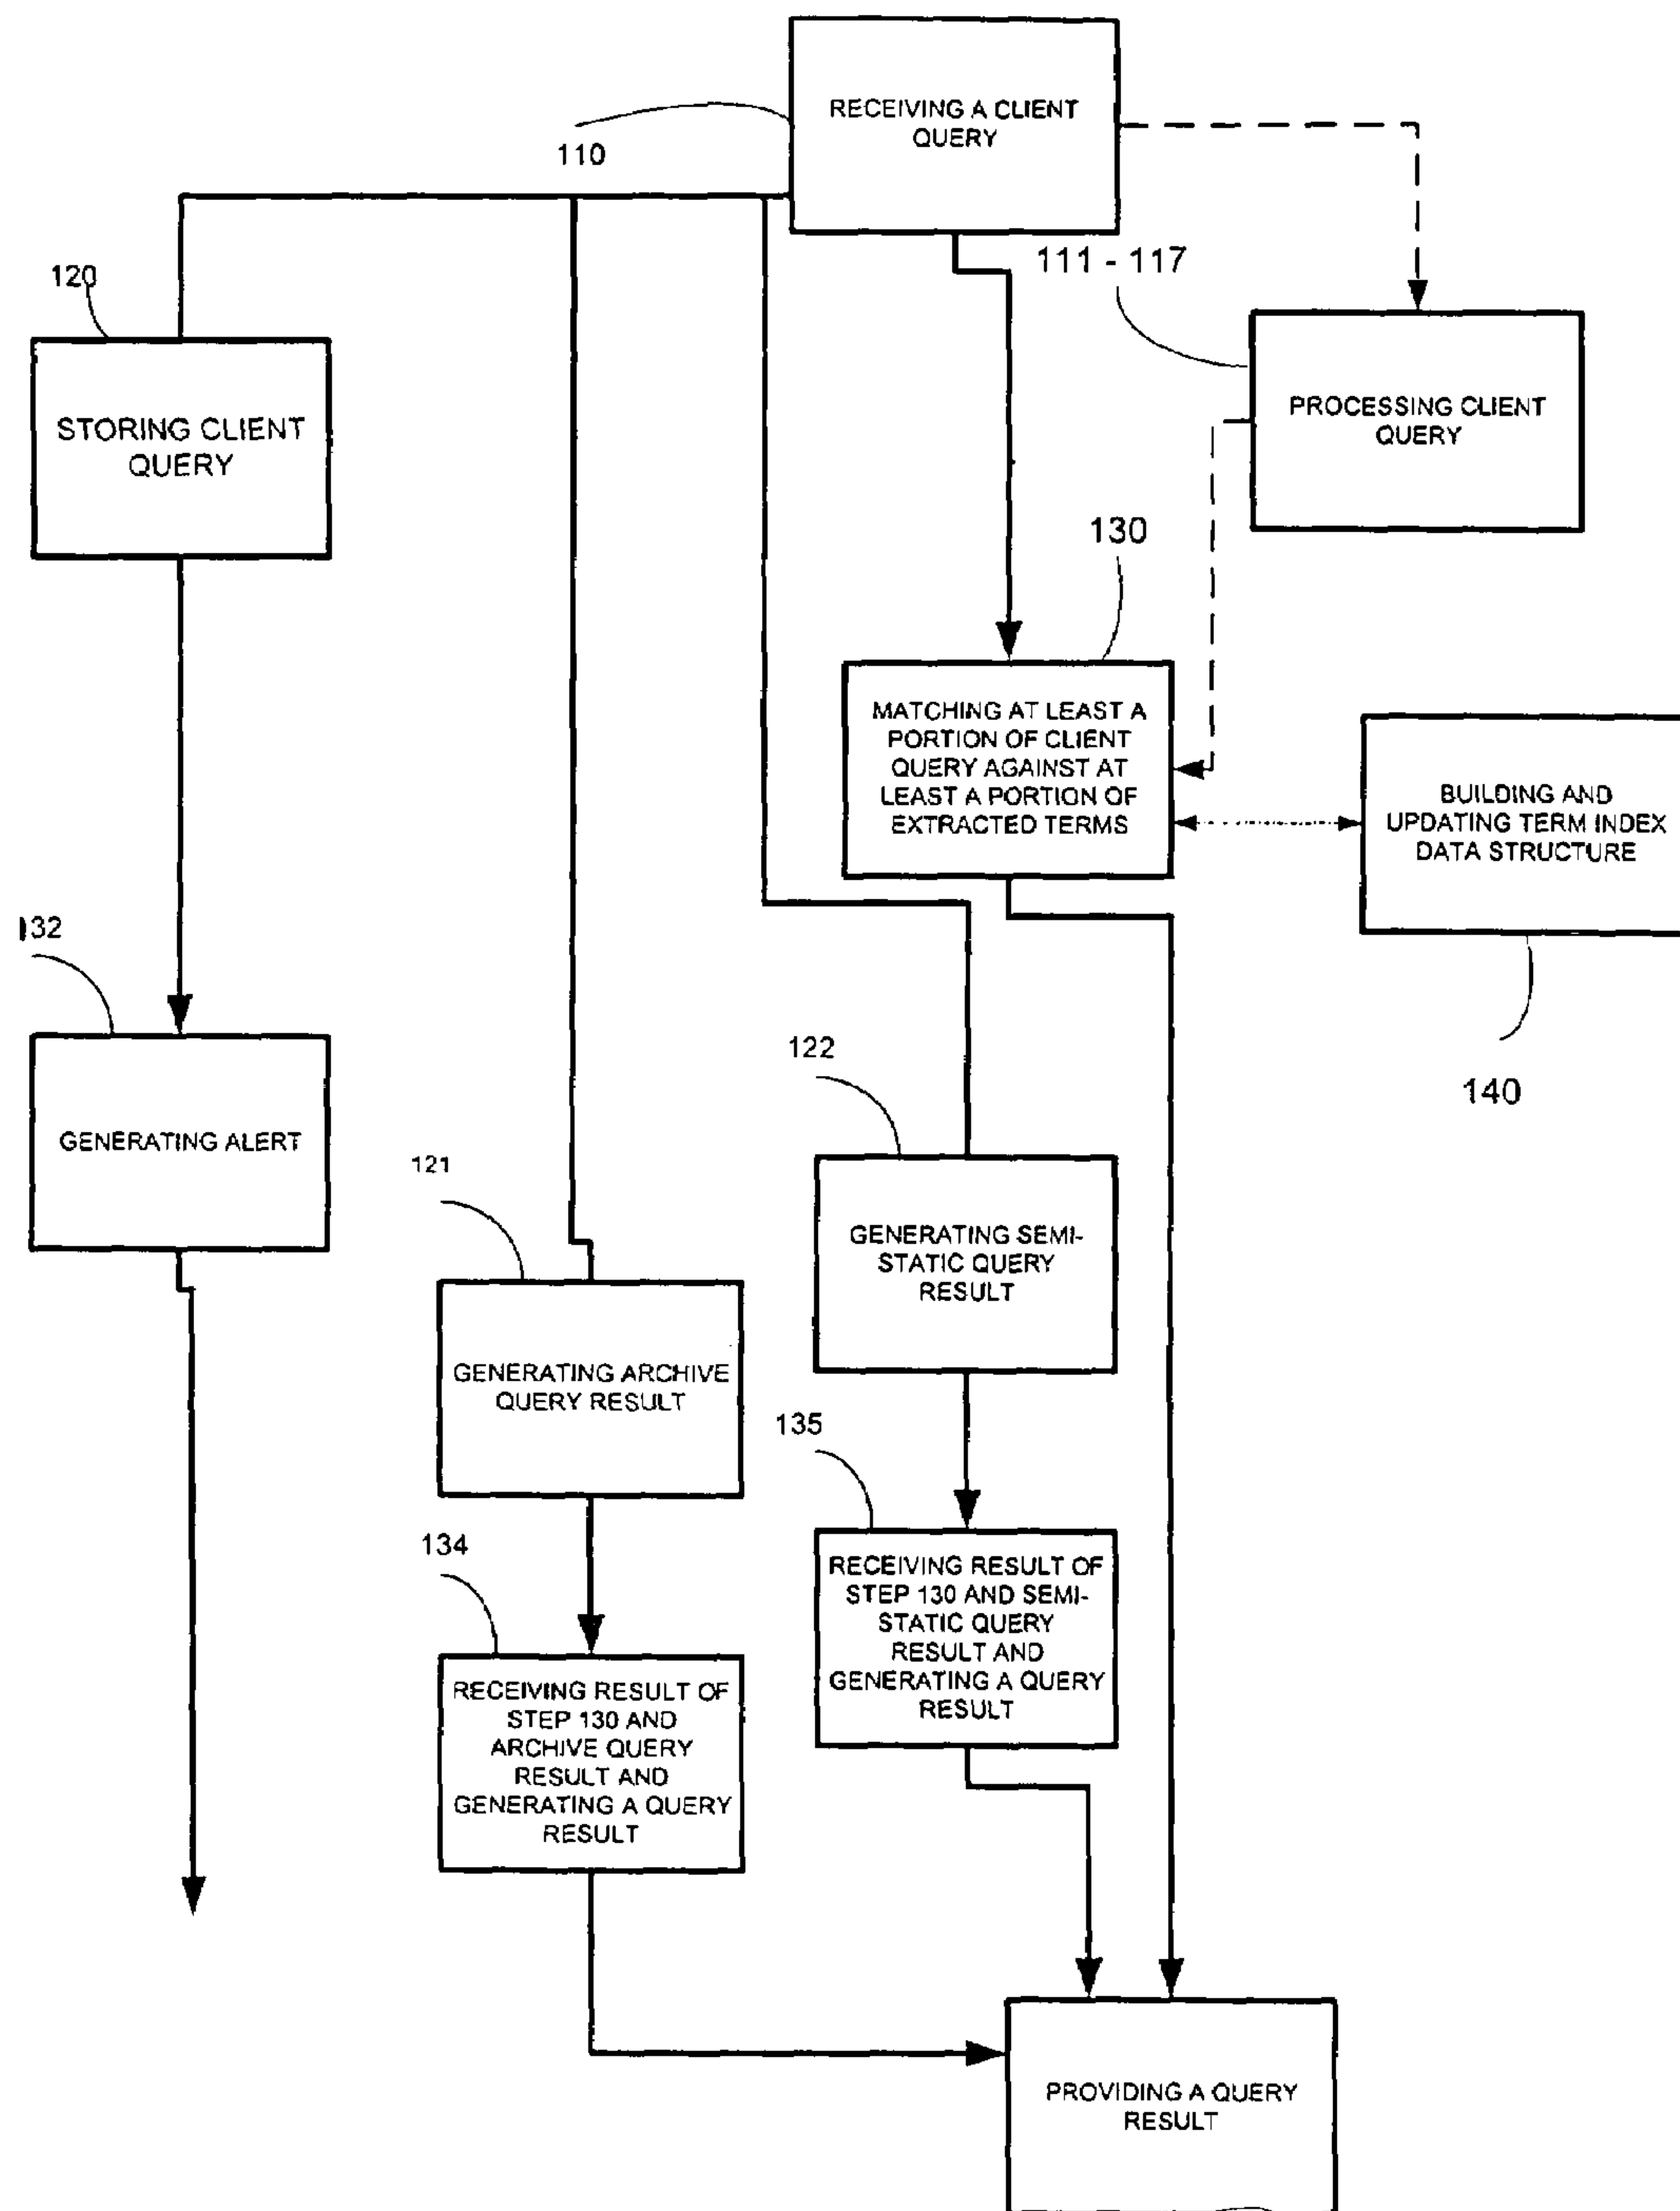 RECEIVING A CLIENT
QUERY
110
111 - 117
120
PROCESSING CLIENT
QUERY
STORING CLIENT
QUERY
130
MATCHING AT LEAST A
PORTION OF CLIENT
QUERY AGAINST AT
LEAST A PORTION OF
EXTRACTED TERMS
BUILDING AND
UPDATING TERM INDEX
DATA STRUCTURE
132
122
140
GENERATING ALERT
121
GENERATING SEMI-
STATIC QUERY
RESULT
GENERATING ARCHIVE
QUERY RESULT
135
134
RECEIVING RESULT OF
STEP 130 AND SEMI-
STATIC QUERY
RESULT AND
GENERATING A QUERY
RESULT
RECEIVING RESULT OF
STEP 130 AND
ARCHIVE QUERY
RESULT AND
GENERATING A QUERY
RESULT
PROVIDING A QUERY
RESULT